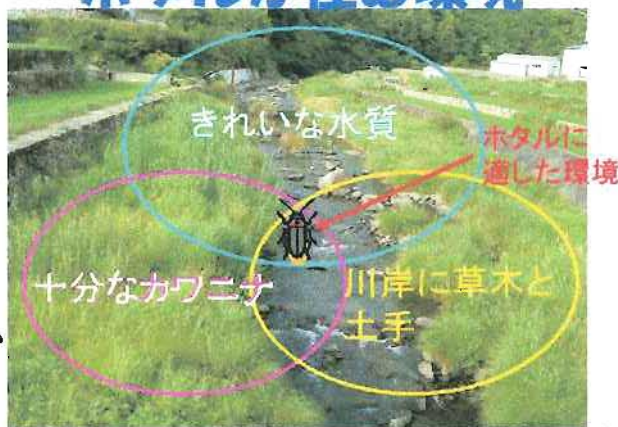 きれいな水質
ホタルに
適した環境
十分なカワニナ
川岸に草木と
土手